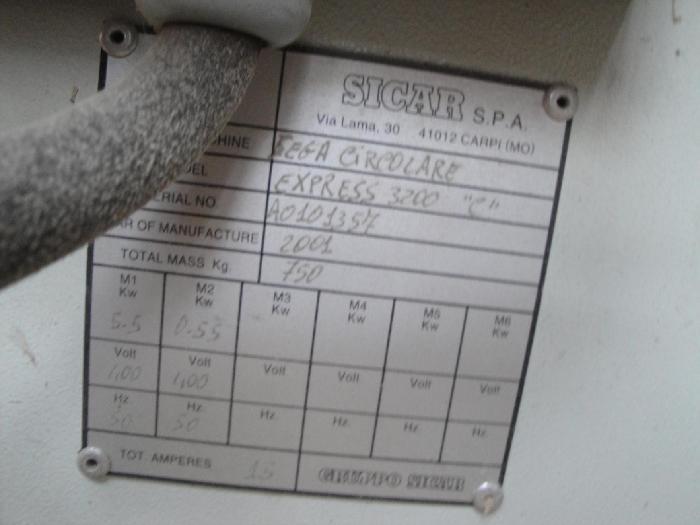 SICAR S.P.A.
Via Lama, 30 41012 CARPI (MO)
SEGA CIRCOLARE
EXPRESS 3200 "C"
SERIAL NO A0101357
OF MANUFACTURE 2001
TOTAL MASS Kg. 750
M1 M2 M3 M4 M5 M6
Kw Kw Kw Kw Kw Kw
5.5 0.55
Volt Volt Volt Volt Volt Volt
400 400
Hz Hz Hz. Hz. Hz. Hz.
50 50
TOT. AMPERES 15 GRUPPO SICAR